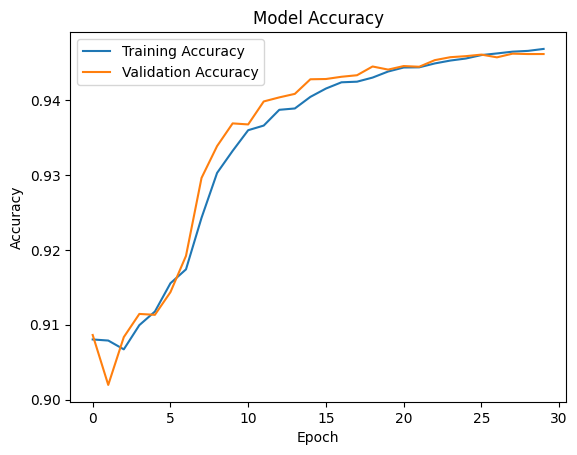 Model Accuracy
Training Accuracy
Validation Accuracy
Accuracy
0.94
0.93
0.92
0.91
0.90
0 5 10 15 20 25 30
Epoch